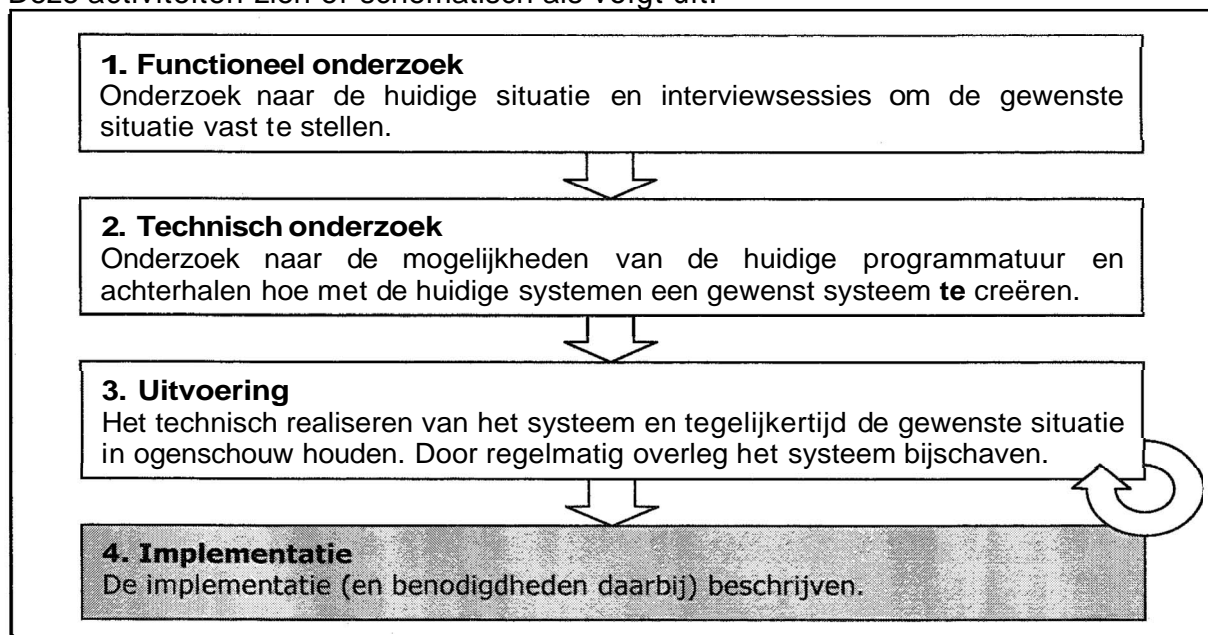 Deze activiteiten zien er schematisch als volgt uit:
1. Functioneel onderzoek
Onderzoek naar de huidige situatie en interviewsessies om de gewenste
situatie vast te stellen.
2. Technisch onderzoek
Onderzoek naar de mogelijkheden van de huidige programmatuur en
achterhalen hoe met de huidige systemen een gewenst systeem te creëren.
3. Uitvoering
Het technisch realiseren van het systeem en tegelijkertijd de gewenste situatie
in ogenschouw houden. Door regelmatig overleg het systeem bijschaven.
4. Implementatie
De implementatie (en benodigdheden daarbij) beschrijven.